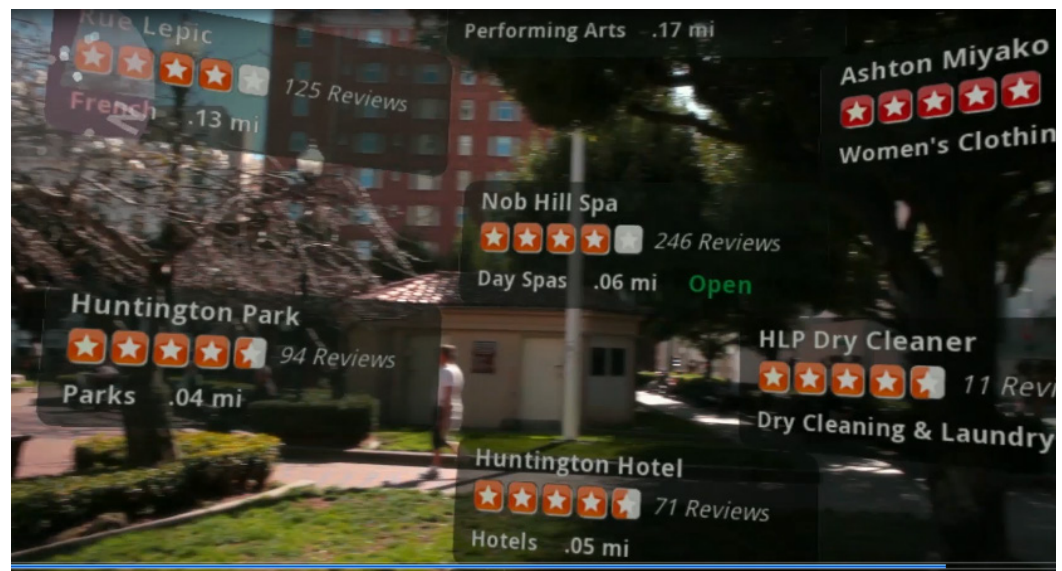 Rue Lepic
125 Reviews
French .13 mi
Performing Arts .17 mi
Ashton Miyako
Women's Clothin
Nob Hill Spa
246 Reviews
Day Spas .06 mi Open
Huntington Park
94 Reviews
Parks .04 mi
HLP Dry Cleaner
11 Revi
Dry Cleaning & Laundry
Huntington Hotel
71 Reviews
Hotels .05 mi